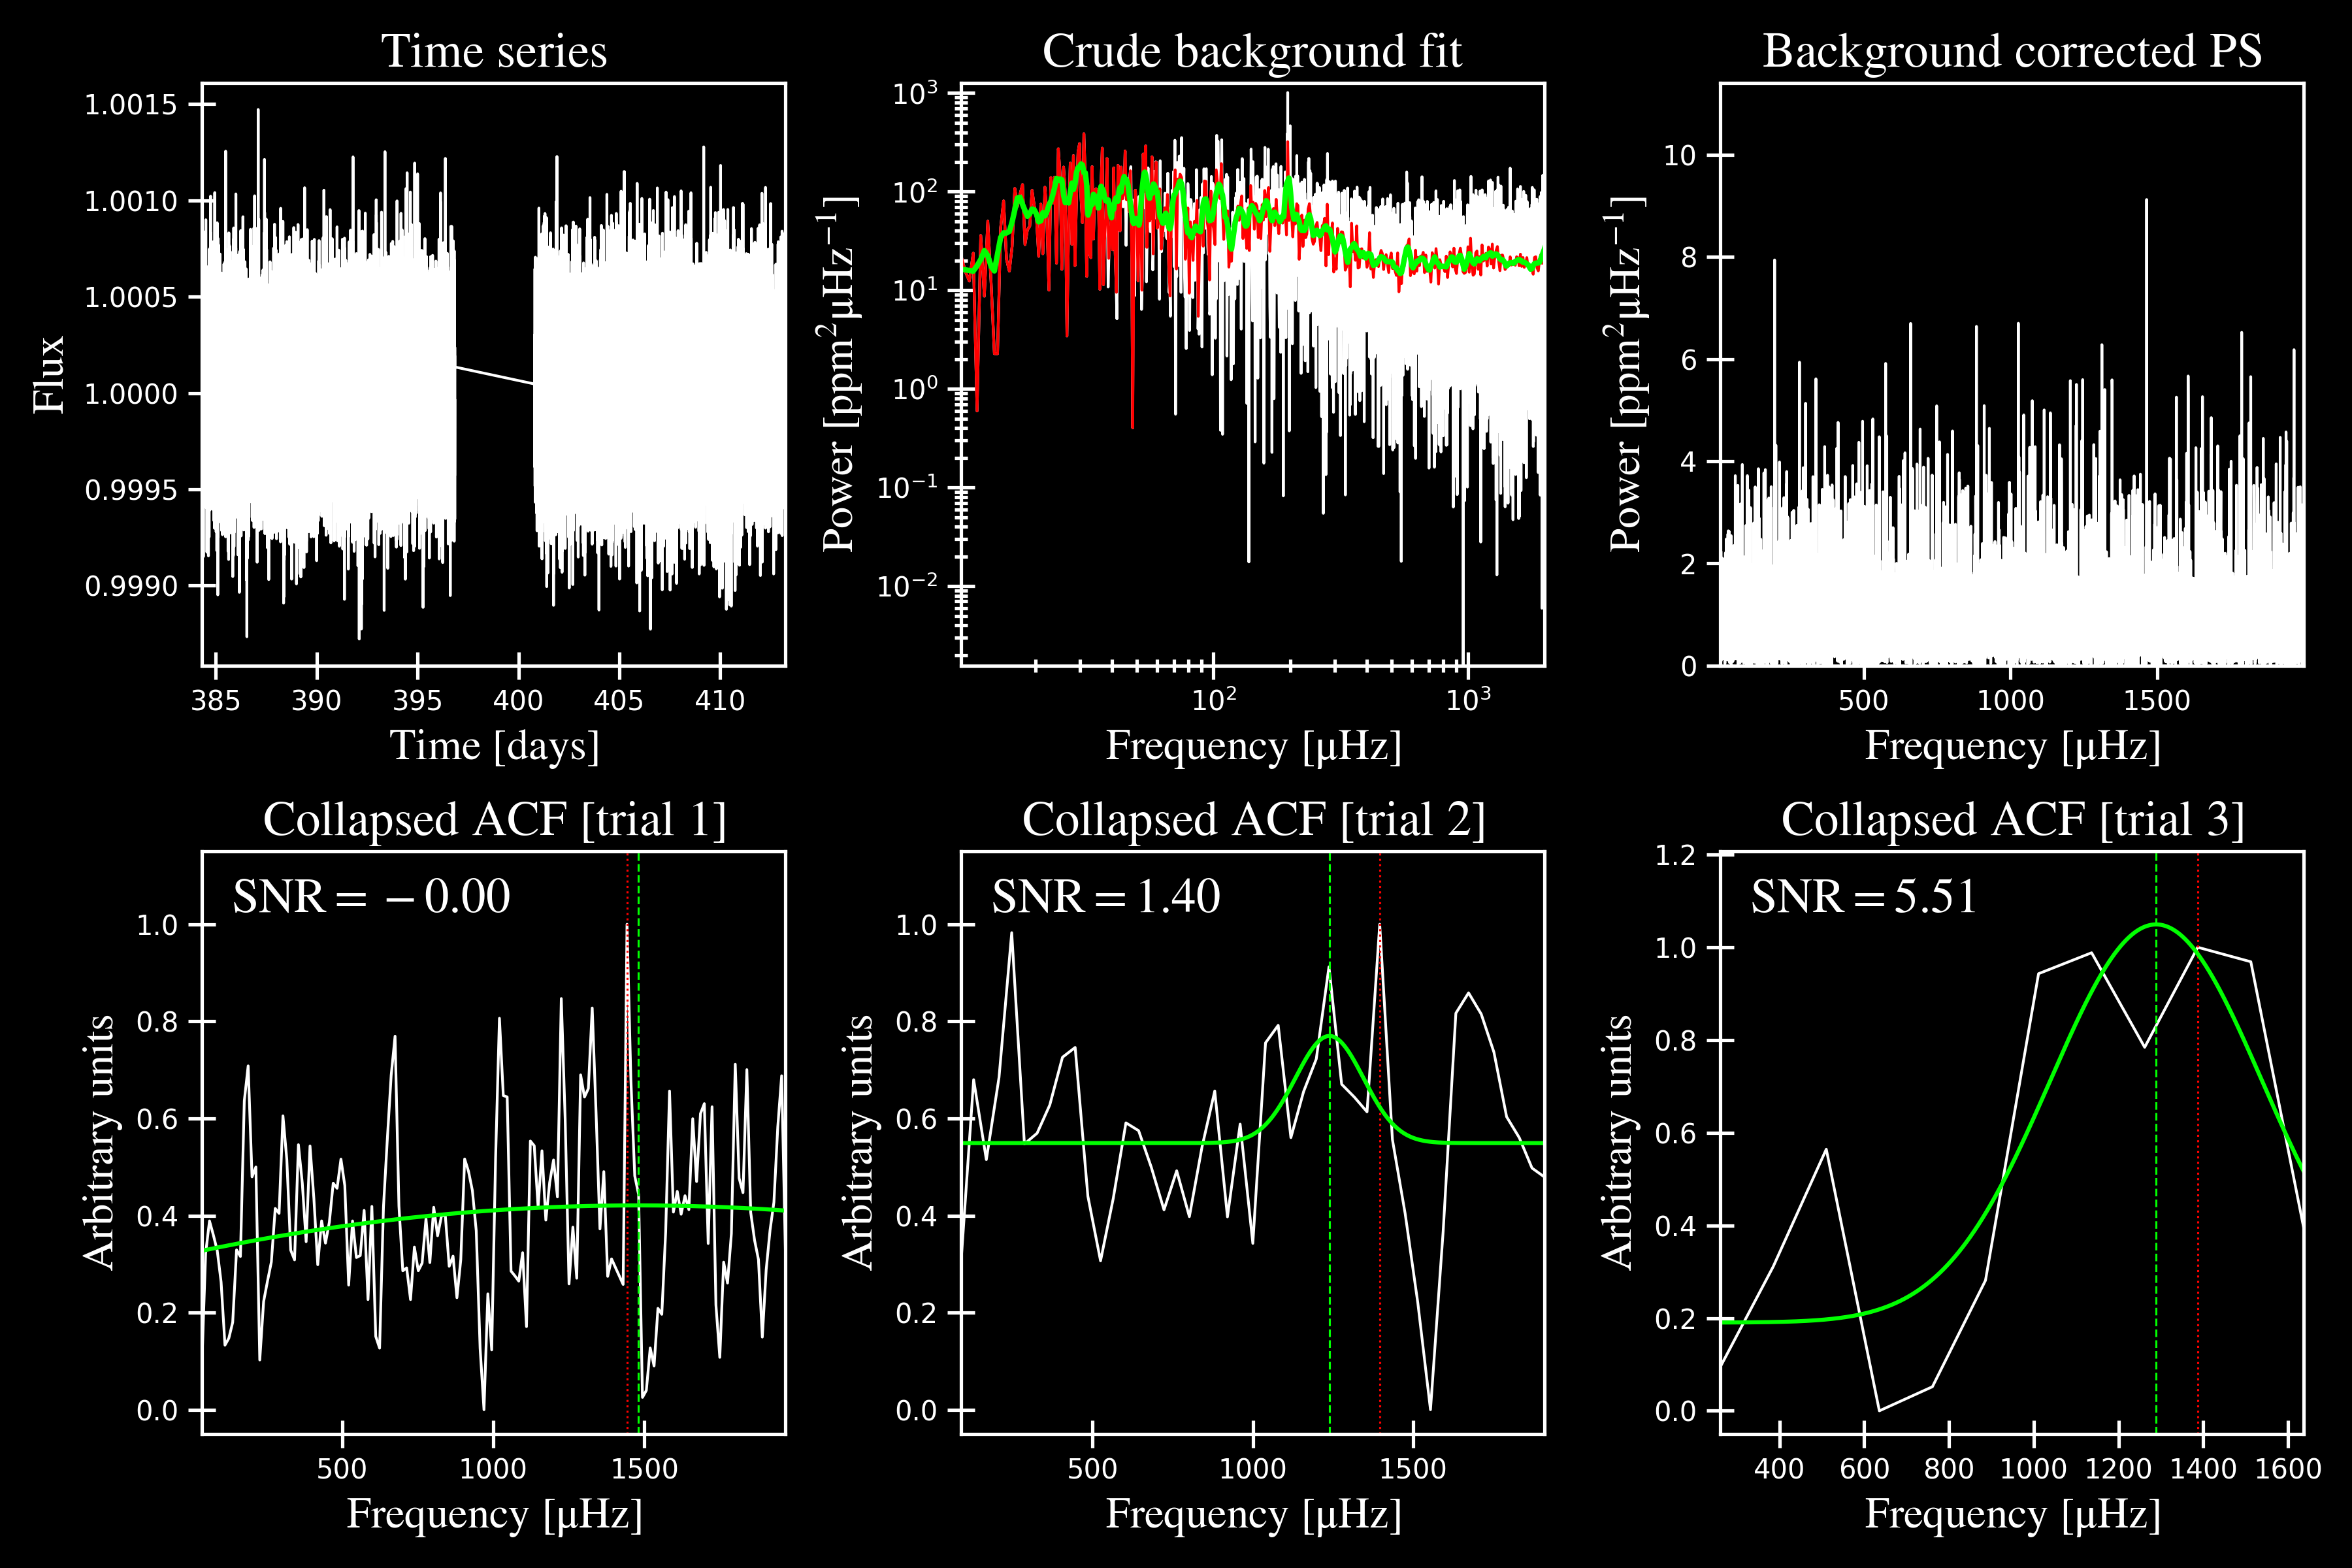 Time series
Crude background fit
Background corrected PS
Flux
1.0015
1.0010
1.0005
1.0000
0.9995
0.9990
385 390 395 400 405 410
Time [days]
Power [ppm²μHz⁻¹]
10³
10²
10¹
10⁰
10⁻¹
10⁻²
10² 10³
Frequency [μHz]
Power [ppm²μHz⁻¹]
10
8
6
4
2
0
500 1000 1500
Frequency [μHz]
Collapsed ACF [trial 1]
Collapsed ACF [trial 2]
Collapsed ACF [trial 3]
SNR = − 0.00
Arbitrary units
1.0
0.8
0.6
0.4
0.2
0.0
500 1000 1500
Frequency [μHz]
SNR = 1.40
Arbitrary units
1.0
0.8
0.6
0.4
0.2
0.0
500 1000 1500
Frequency [μHz]
SNR = 5.51
Arbitrary units
1.2
1.0
0.8
0.6
0.4
0.2
0.0
400 600 800 1000 1200 1400 1600
Frequency [μHz]